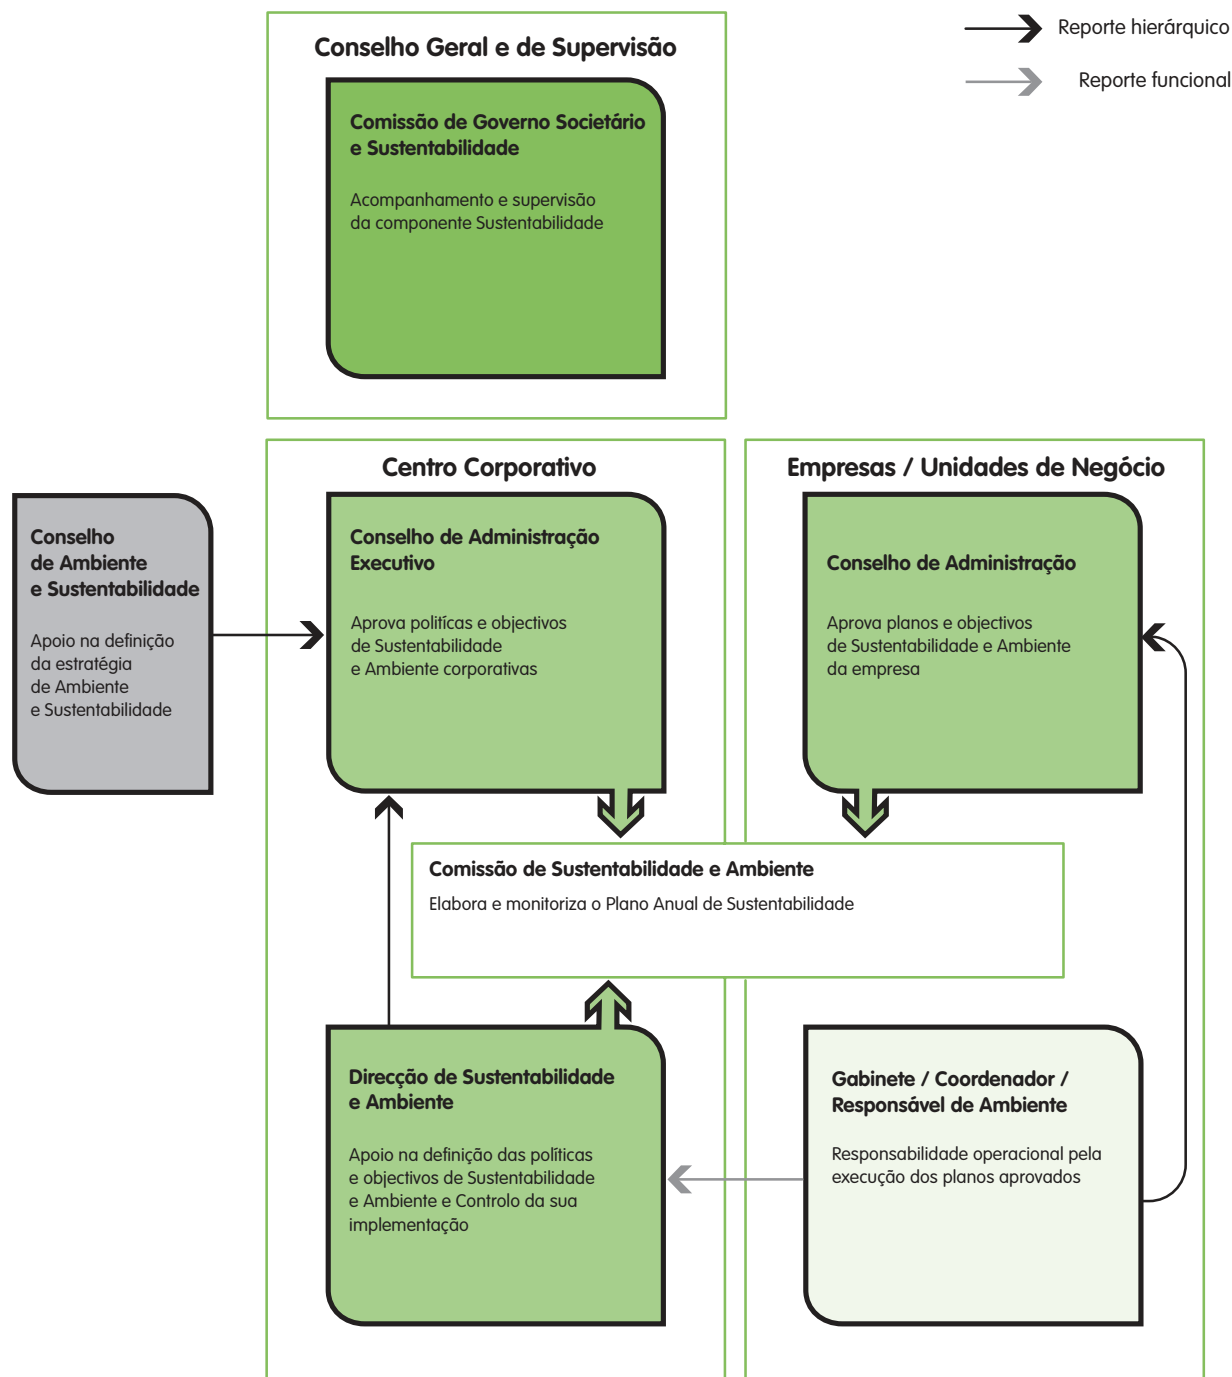 Reporte hierárquico
Reporte funcional
Conselho Geral e de Supervisão
Comissão de Governo Societário
e Sustentabilidade
Acompanhamento e supervisão
da componente Sustentabilidade
Centro Corporativo
Empresas / Unidades de Negócio
Conselho
de Ambiente
e Sustentabilidade
Apoio na definição
da estratégia
de Ambiente
e Sustentabilidade
Conselho de Administração
Executivo
Aprova politícas e objectivos
de Sustentabilidade
e Ambiente corporativas
Conselho de Administração
Aprova planos e objectivos
de Sustentabilidade e Ambiente
da empresa
Comissão de Sustentabilidade e Ambiente
Elabora e monitoriza o Plano Anual de Sustentabilidade
Direcção de Sustentabilidade
e Ambiente
Apoio na definição das políticas
e objectivos de Sustentabilidade
e Ambiente e Controlo da sua
implementação
Gabinete / Coordenador /
Responsável de Ambiente
Responsabilidade operacional pela
execução dos planos aprovados